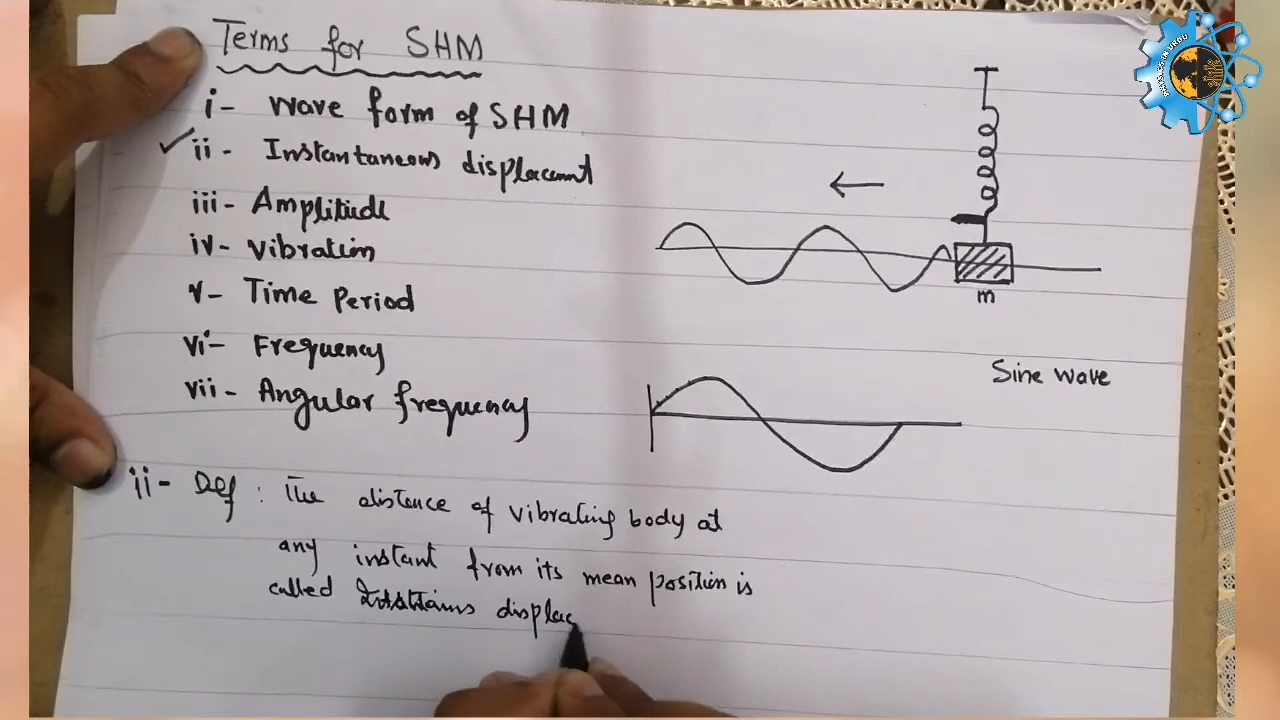 Terms for SHM
i- Wave form of SHM
ii- Instantaneous displacemnt
iii- Amplitude
iv- Vibration
v- Time Period
vi- Frequency
vii- Angular frequency
m
Sine wave
ii- Def : The distance of vibrating body at
any instant from its mean position is
called displac